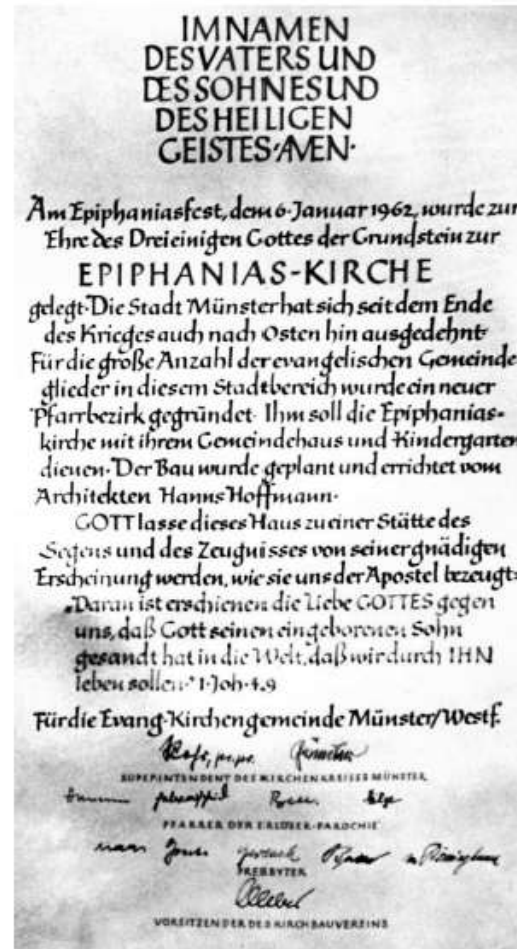 IM NAMEN
DES VATERS UND
DES SOHNES UND
DES HEILIGEN
GEISTES·AMEN·
Am Epiphaniasfest, dem 6·Januar 1962, wurde zur
Ehre des Dreieinigen Gottes der Grundstein zur
EPIPHANIAS-KIRCHE
gelegt·Die Stadt Münster hat sich seit dem Ende
des Krieges auch nach Osten hin ausgedehnt·
Für die große Anzahl der evangelischen Gemeinde-
glieder in diesem Stadtbereich wurde ein neuer
Pfarrbezirk gegründet· Ihm soll die Epiphanias-
kirche mit ihrem Gemeindehaus und Kindergarten
dienen·Der Bau wurde geplant und errichtet vom
Architekten Hanns Hoffmann·
GOTT lasse dieses Haus zu einer Stätte des
Segens und des Zeugnisses von seiner gnädigen
Erscheinung werden, wie sie uns der Apostel bezeugt:
„Daran ist erschienen die Liebe GOTTES gegen
uns, daß Gott seinen eingeborenen Sohn
gesandt hat in die Welt, daß wir durch IHN
leben sollen·" 1·Joh·4,9
Für die Evang·Kirchengemeinde Münster/Westf.
SUPERINTENDENT DES KIRCHENKREISES MÜNSTER
PFARRER DER ERLÖSER-PAROCHIE
PRESBYTER
VORSITZENDER DES KIRCHBAUVEREINS